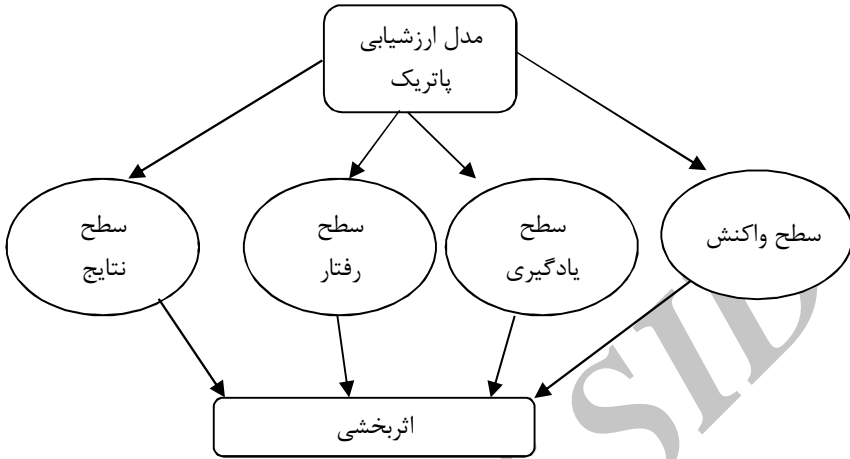 مدل ارزشیابی
پاتریک
سطح واکنش
سطح
یادگیری
سطح
رفتار
سطح
نتایج
اثربخشی
SID